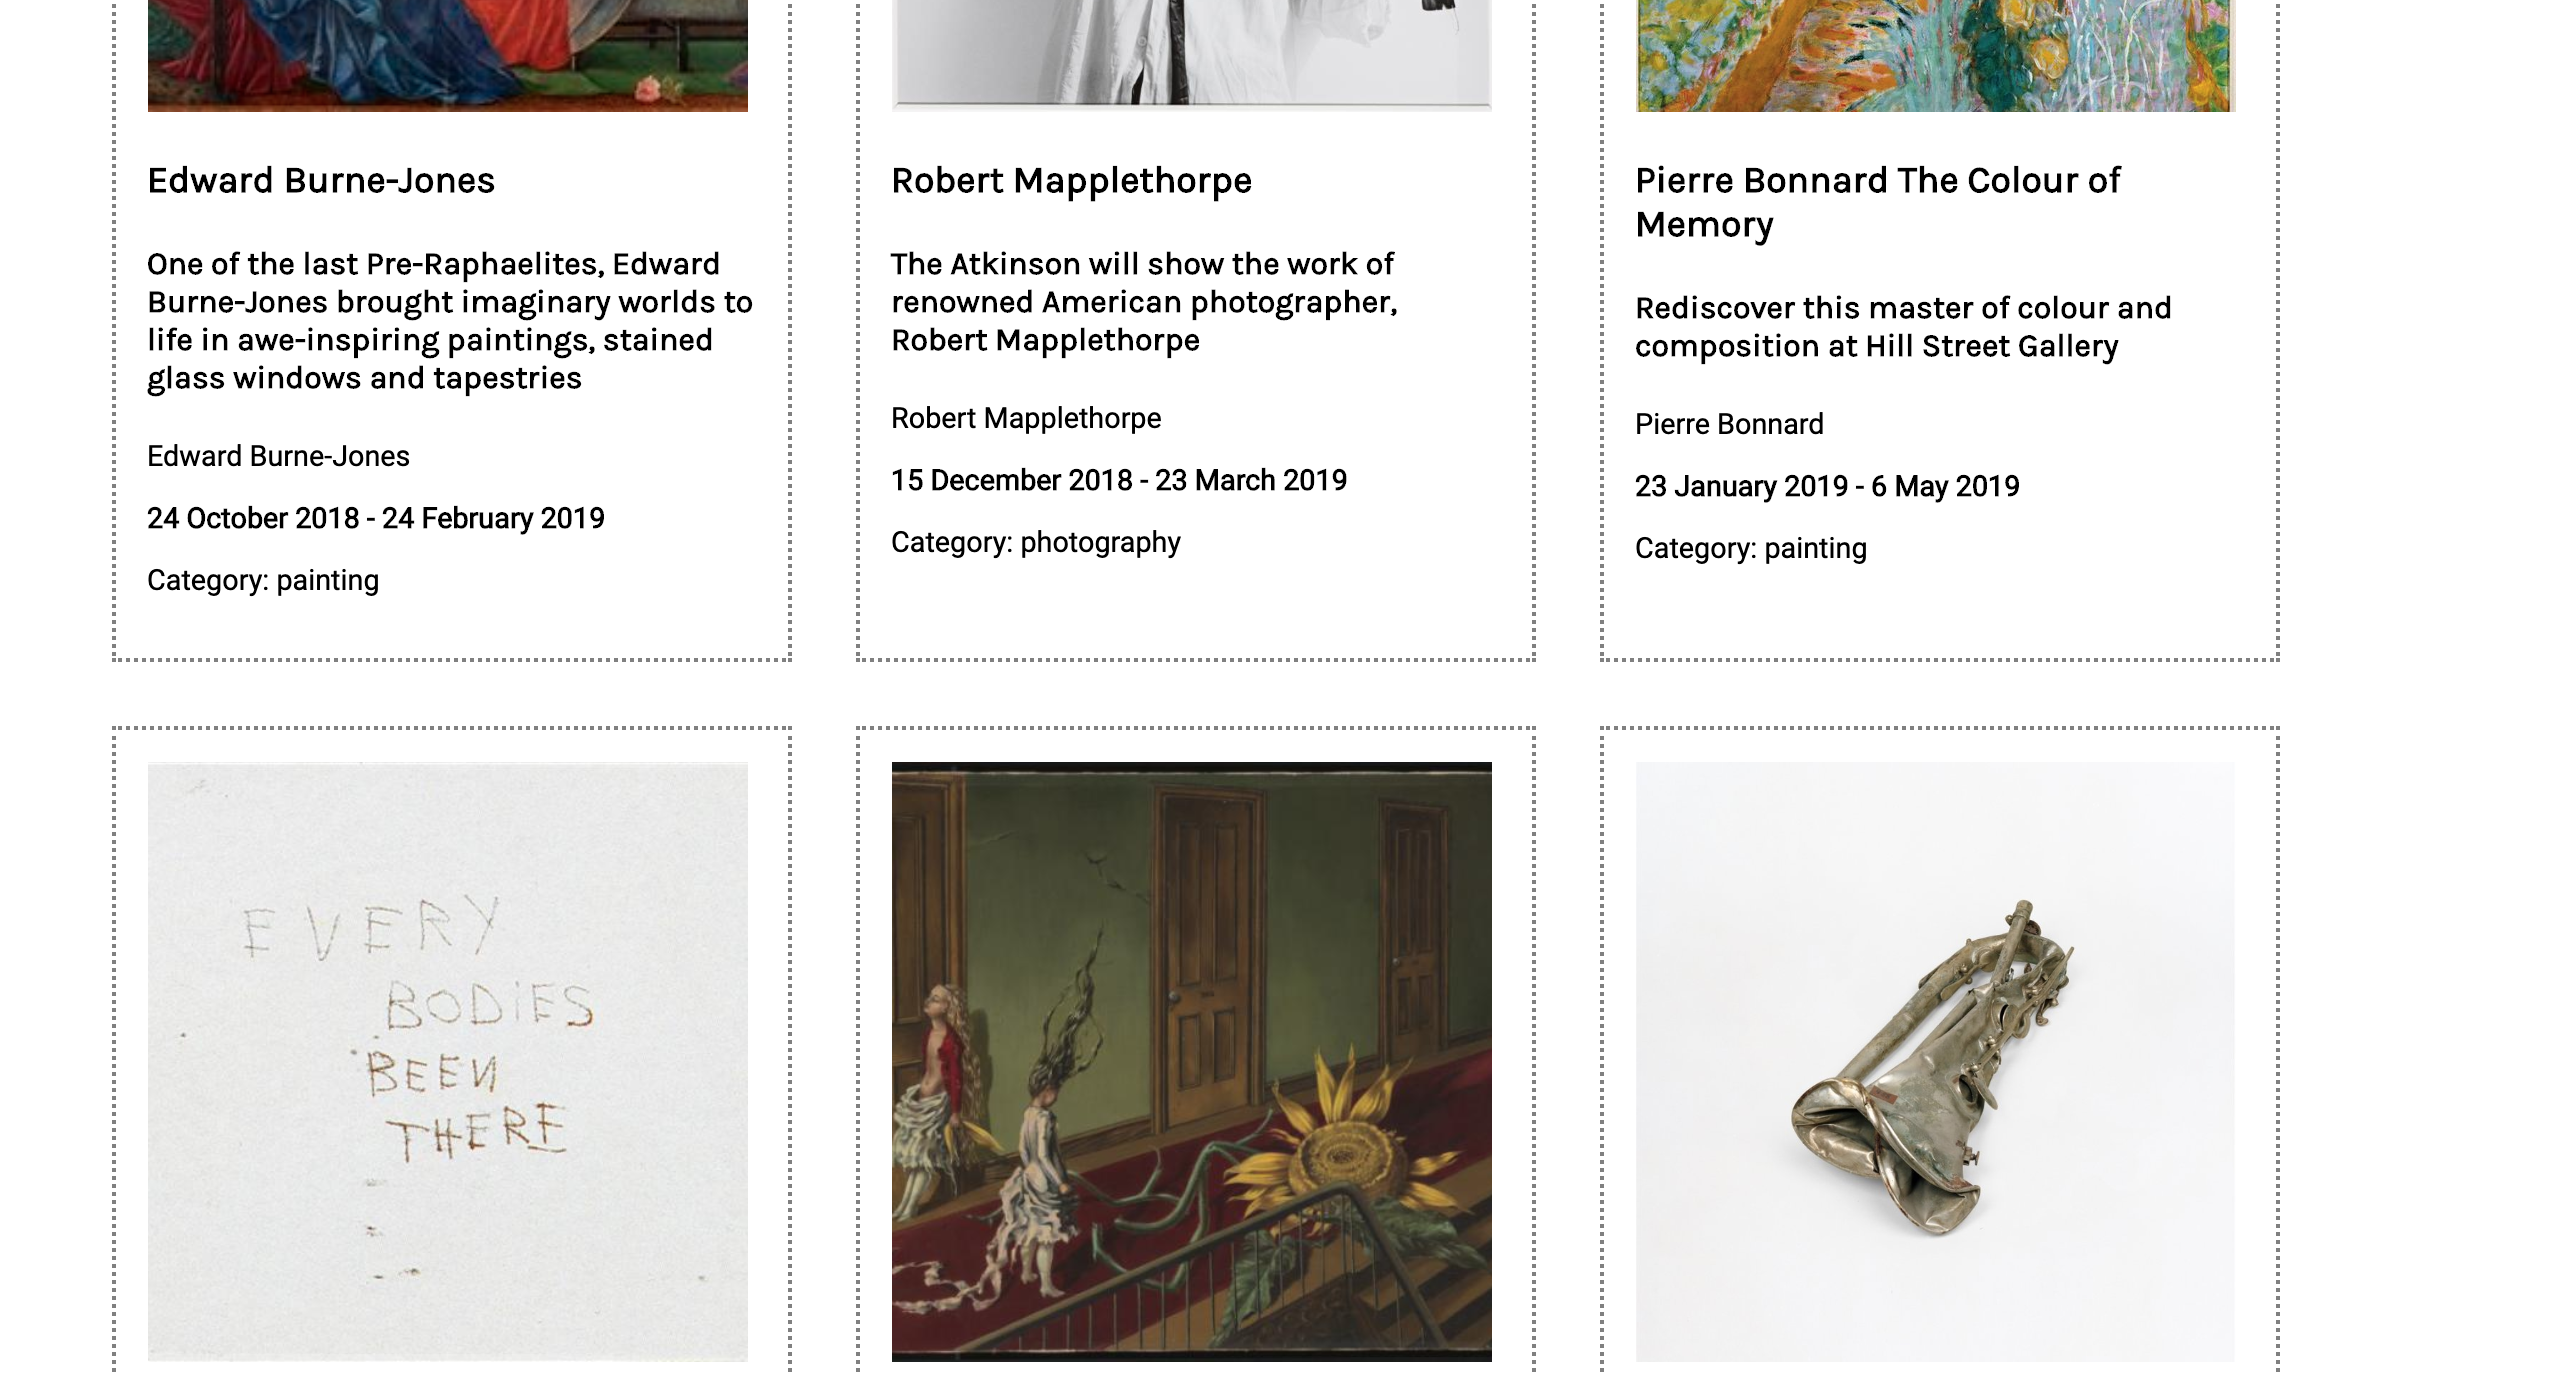 Edward Burne-Jones
One of the last Pre-Raphaelites, Edward
Burne-Jones brought imaginary worlds to
life in awe-inspiring paintings, stained
glass windows and tapestries
Edward Burne-Jones
24 October 2018 - 24 February 2019
Category: painting
Robert Mapplethorpe
The Atkinson will show the work of
renowned American photographer,
Robert Mapplethorpe
Robert Mapplethorpe
15 December 2018 - 23 March 2019
Category: photography
Pierre Bonnard The Colour of
Memory
Rediscover this master of colour and
composition at Hill Street Gallery
Pierre Bonnard
23 January 2019 - 6 May 2019
Category: painting
EVERY
BODiES
BEEN
THERE